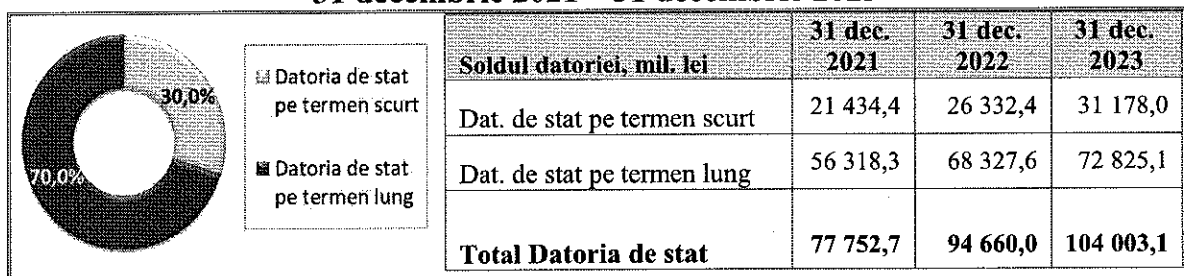 30,0%
70,0%
Datoria de stat
pe termen scurt
Datoria de stat
pe termen lung
Soldul datoriei, mil. lei 31 dec. 2021 31 dec. 2022 31 dec. 2023
Dat. de stat pe termen scurt 21 434,4 26 332,4 31 178,0
Dat. de stat pe termen lung 56 318,3 68 327,6 72 825,1
Total Datoria de stat 77 752,7 94 660,0 104 003,1